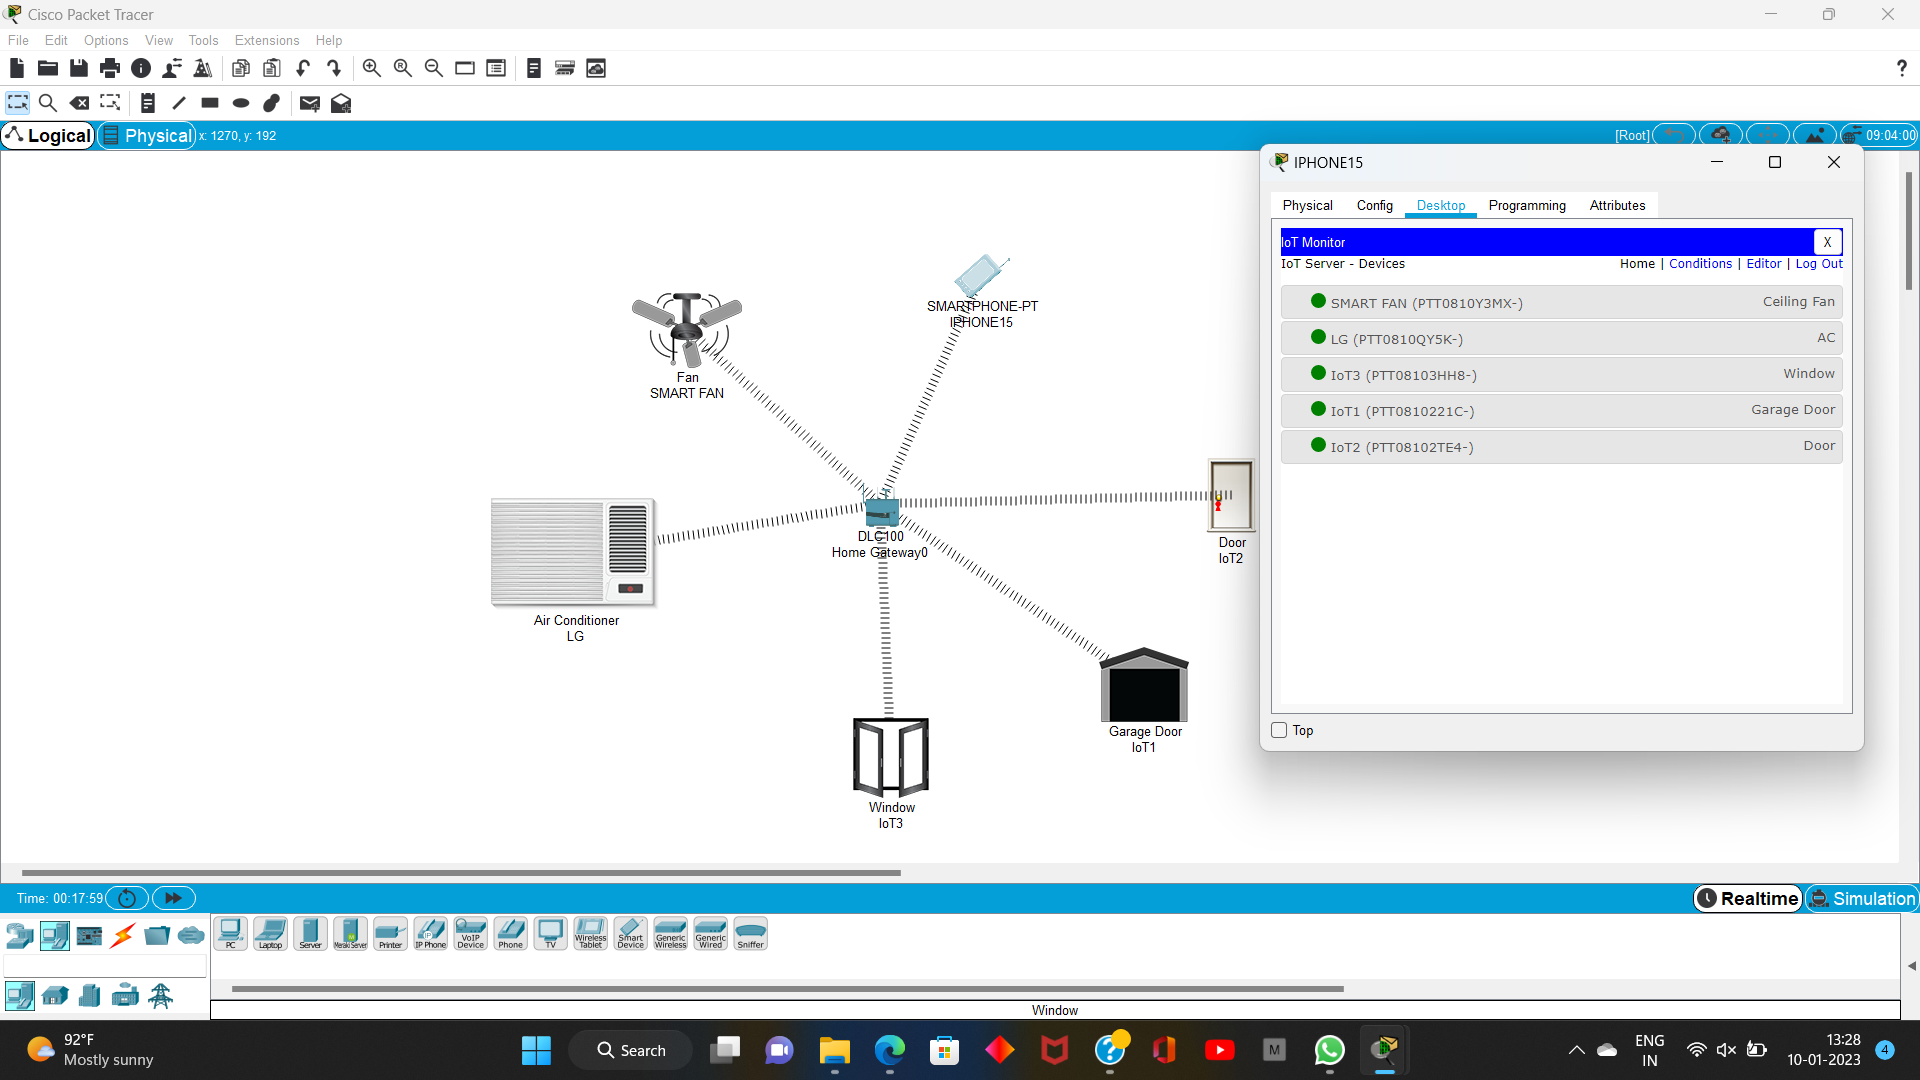 Cisco Packet Tracer
File Edit Options View Tools Extensions Help
?
Logical Physical x: 1270, y: 192
[Root] 09:04:00
IPHONE15
Physical Config Desktop Programming Attributes
IoT Monitor X
IoT Server - Devices Home | Conditions | Editor | Log Out
SMART FAN (PTT0810Y3MX-) Ceiling Fan
LG (PTT0810QY5K-) AC
IoT3 (PTT08103HH8-) Window
IoT1 (PTT0810221C-) Garage Door
IoT2 (PTT08102TE4-) Door
Top
SMARTPHONE-PT
IPHONE15
Fan
SMART FAN
DLC100
Home Gateway0
Door
IoT2
Air Conditioner
LG
Garage Door
IoT1
Window
IoT3
Time: 00:17:59
Realtime Simulation
PC
Laptop
Server
Meraki Server
Printer
IP Phone
VoIP
Device
Phone
TV
Wireless
Tablet
Smart
Device
Generic
Wireless
Generic
Wired
Sniffer
Window
92°F
Mostly sunny
Search
M
ENG
IN
13:28
10-01-2023
4